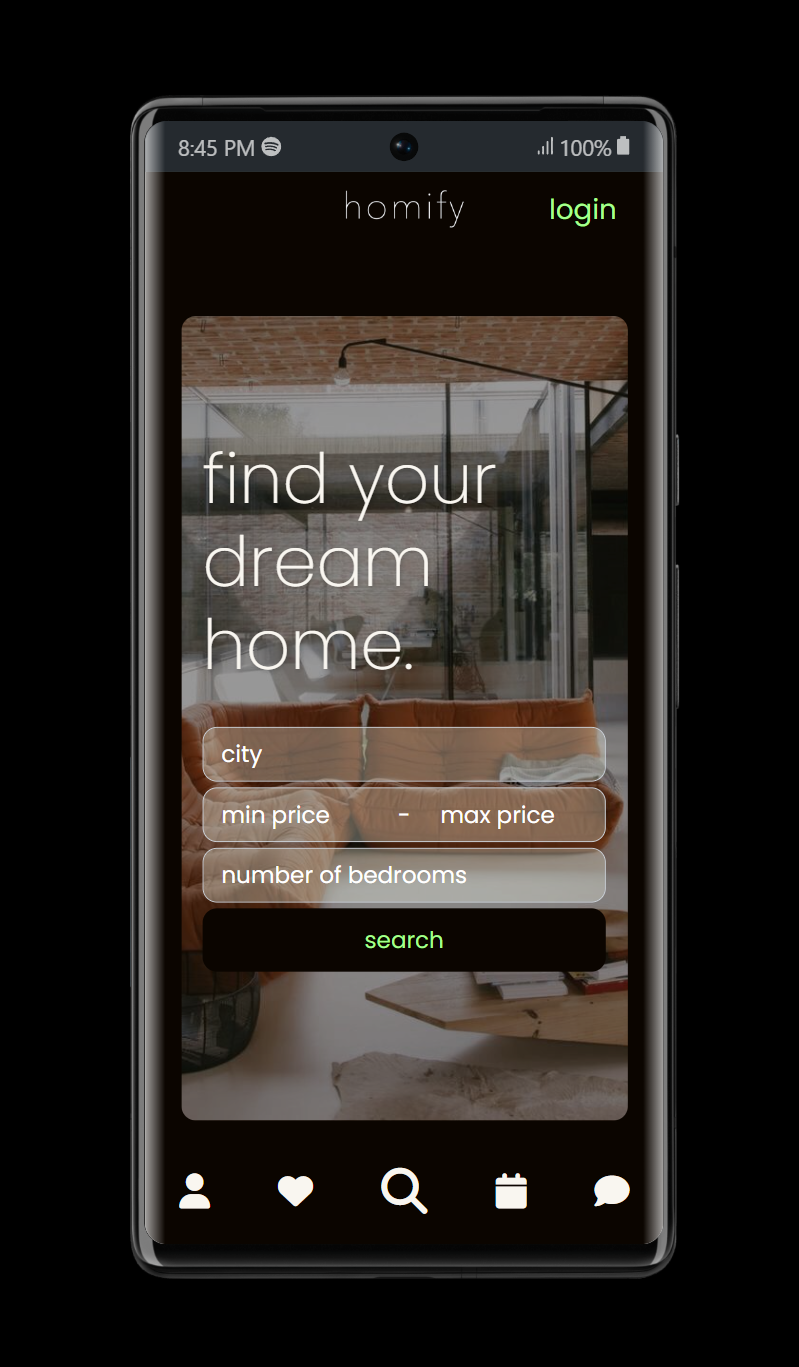 8:45 PM 100%
homify login
find your
dream
home.
city
min price - max price
number of bedrooms
search